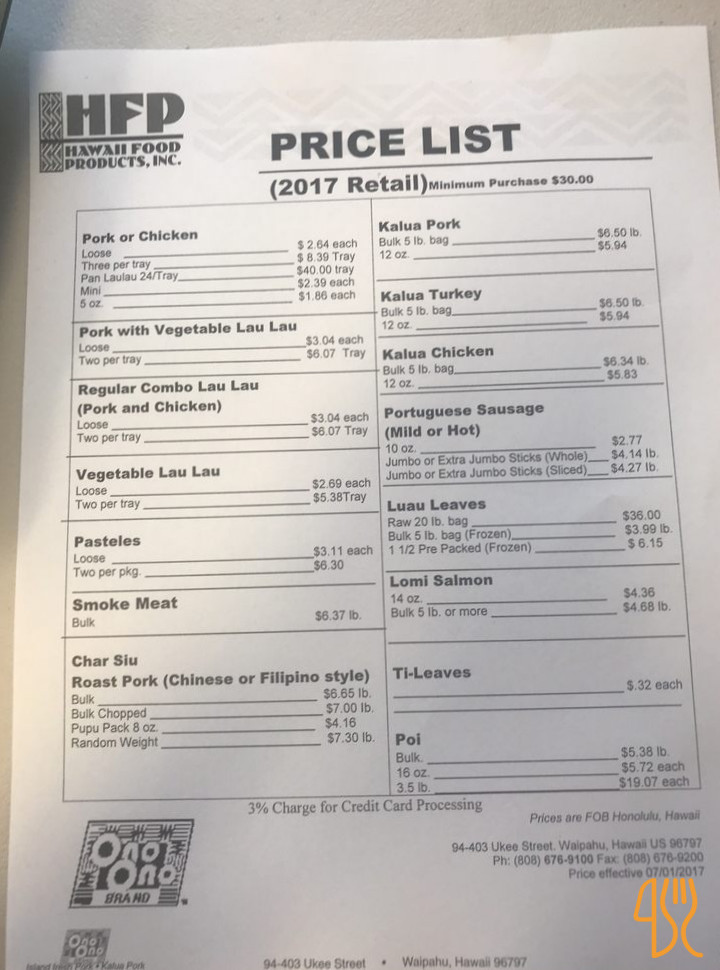 HFP
HAWAII FOOD
PRODUCTS, INC.
PRICE LIST
(2017 Retail) Minimum Purchase $30.00
Pork or Chicken
Loose $ 2.64 each
Three per tray $ 8.39 Tray
Pan Laulau 24/Tray $40.00 tray
Mini $2.39 each
5 oz. $1.86 each
Pork with Vegetable Lau Lau
Loose $3.04 each
Two per tray $6.07 Tray
Regular Combo Lau Lau
(Pork and Chicken)
Loose $3.04 each
Two per tray $6.07 Tray
Vegetable Lau Lau
Loose $2.69 each
Two per tray $5.38Tray
Pasteles
Loose $3.11 each
Two per pkg. $6.30
Smoke Meat
Bulk $6.37 lb.
Char Siu
Roast Pork (Chinese or Filipino style)
Bulk $6.65 lb.
Bulk Chopped $7.00 lb.
Pupu Pack 8 oz. $4.16
Random Weight $7.30 lb.
Kalua Pork
Bulk 5 lb. bag $6.50 lb.
12 oz. $5.94
Kalua Turkey
Bulk 5 lb. bag $6.50 lb.
12 oz. $5.94
Kalua Chicken
Bulk 5 lb. bag $6.34 lb.
12 oz. $5.83
Portuguese Sausage
(Mild or Hot)
10 oz. $2.77
Jumbo or Extra Jumbo Sticks (Whole) $4.14 lb.
Jumbo or Extra Jumbo Sticks (Sliced) $4.27 lb.
Luau Leaves
Raw 20 lb. bag $36.00
Bulk 5 lb. bag (Frozen) $3.99 lb.
1 1/2 Pre Packed (Frozen) $ 6.15
Lomi Salmon
14 oz. $4.36
Bulk 5 lb. or more $4.68 lb.
Ti-Leaves
$.32 each
Poi
Bulk. $5.38 lb.
16 oz. $5.72 each
3.5 lb. $19.07 each
3% Charge for Credit Card Processing
Prices are FOB Honolulu, Hawaii
94-403 Ukee Street. Waipahu, Hawaii US 96797
Ph: (808) 676-9100 Fax: (808) 676-9200
Price effective 07/01/2017
Ono Ono
BRAND
Ono Ono
Kalua Pork
94-403 Ukee Street • Waipahu, Hawaii 96797